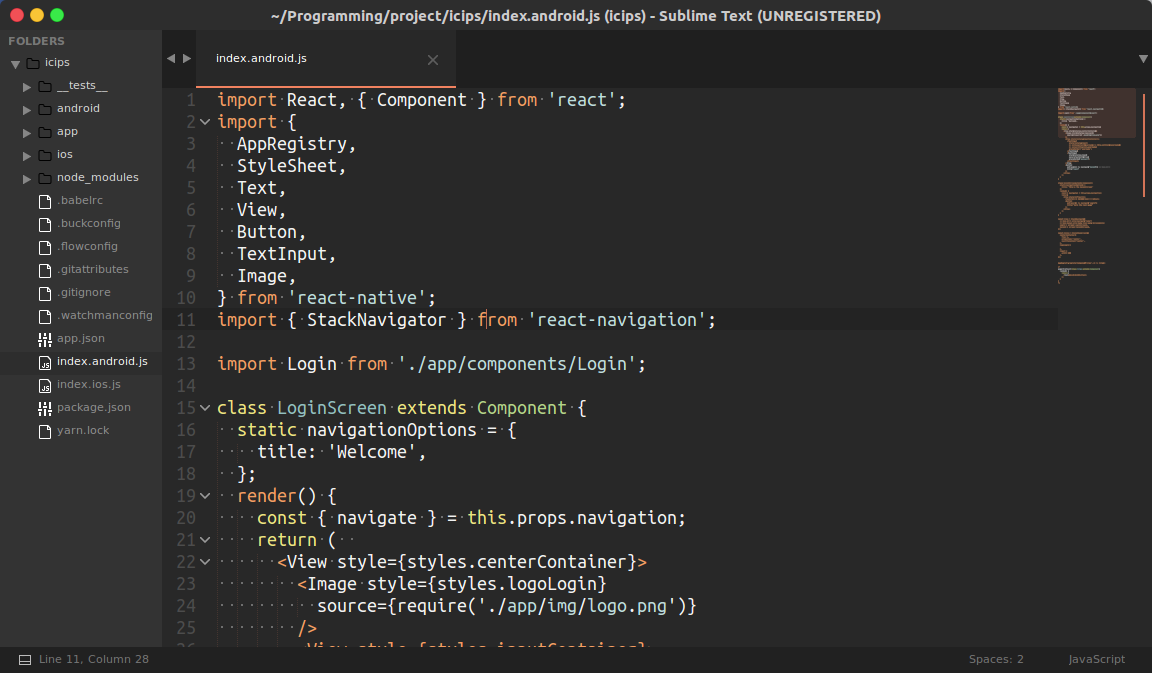 ~/Programming/project/icips/index.android.js (icips) - Sublime Text (UNREGISTERED)
FOLDERS
icips
__tests__
android
app
ios
node_modules
.babelrc
.buckconfig
.flowconfig
.gitattributes
.gitignore
.watchmanconfig
app.json
index.android.js
index.ios.js
package.json
yarn.lock
index.android.js
1 import React, { Component } from 'react';
2 import {
3 AppRegistry,
4 StyleSheet,
5 Text,
6 View,
7 Button,
8 TextInput,
9 Image,
10 } from 'react-native';
11 import { StackNavigator } from 'react-navigation';
12
13 import Login from './app/components/Login';
14
15 class LoginScreen extends Component {
16 static navigationOptions = {
17 title: 'Welcome',
18 };
19 render() {
20 const { navigate } = this.props.navigation;
21 return (
22 <View style={styles.centerContainer}>
23 <Image style={styles.logoLogin}
24 source={require('./app/img/logo.png')}
25 />
26 <View style={styles.inputContainer}>
Line 11, Column 28
Spaces: 2
JavaScript